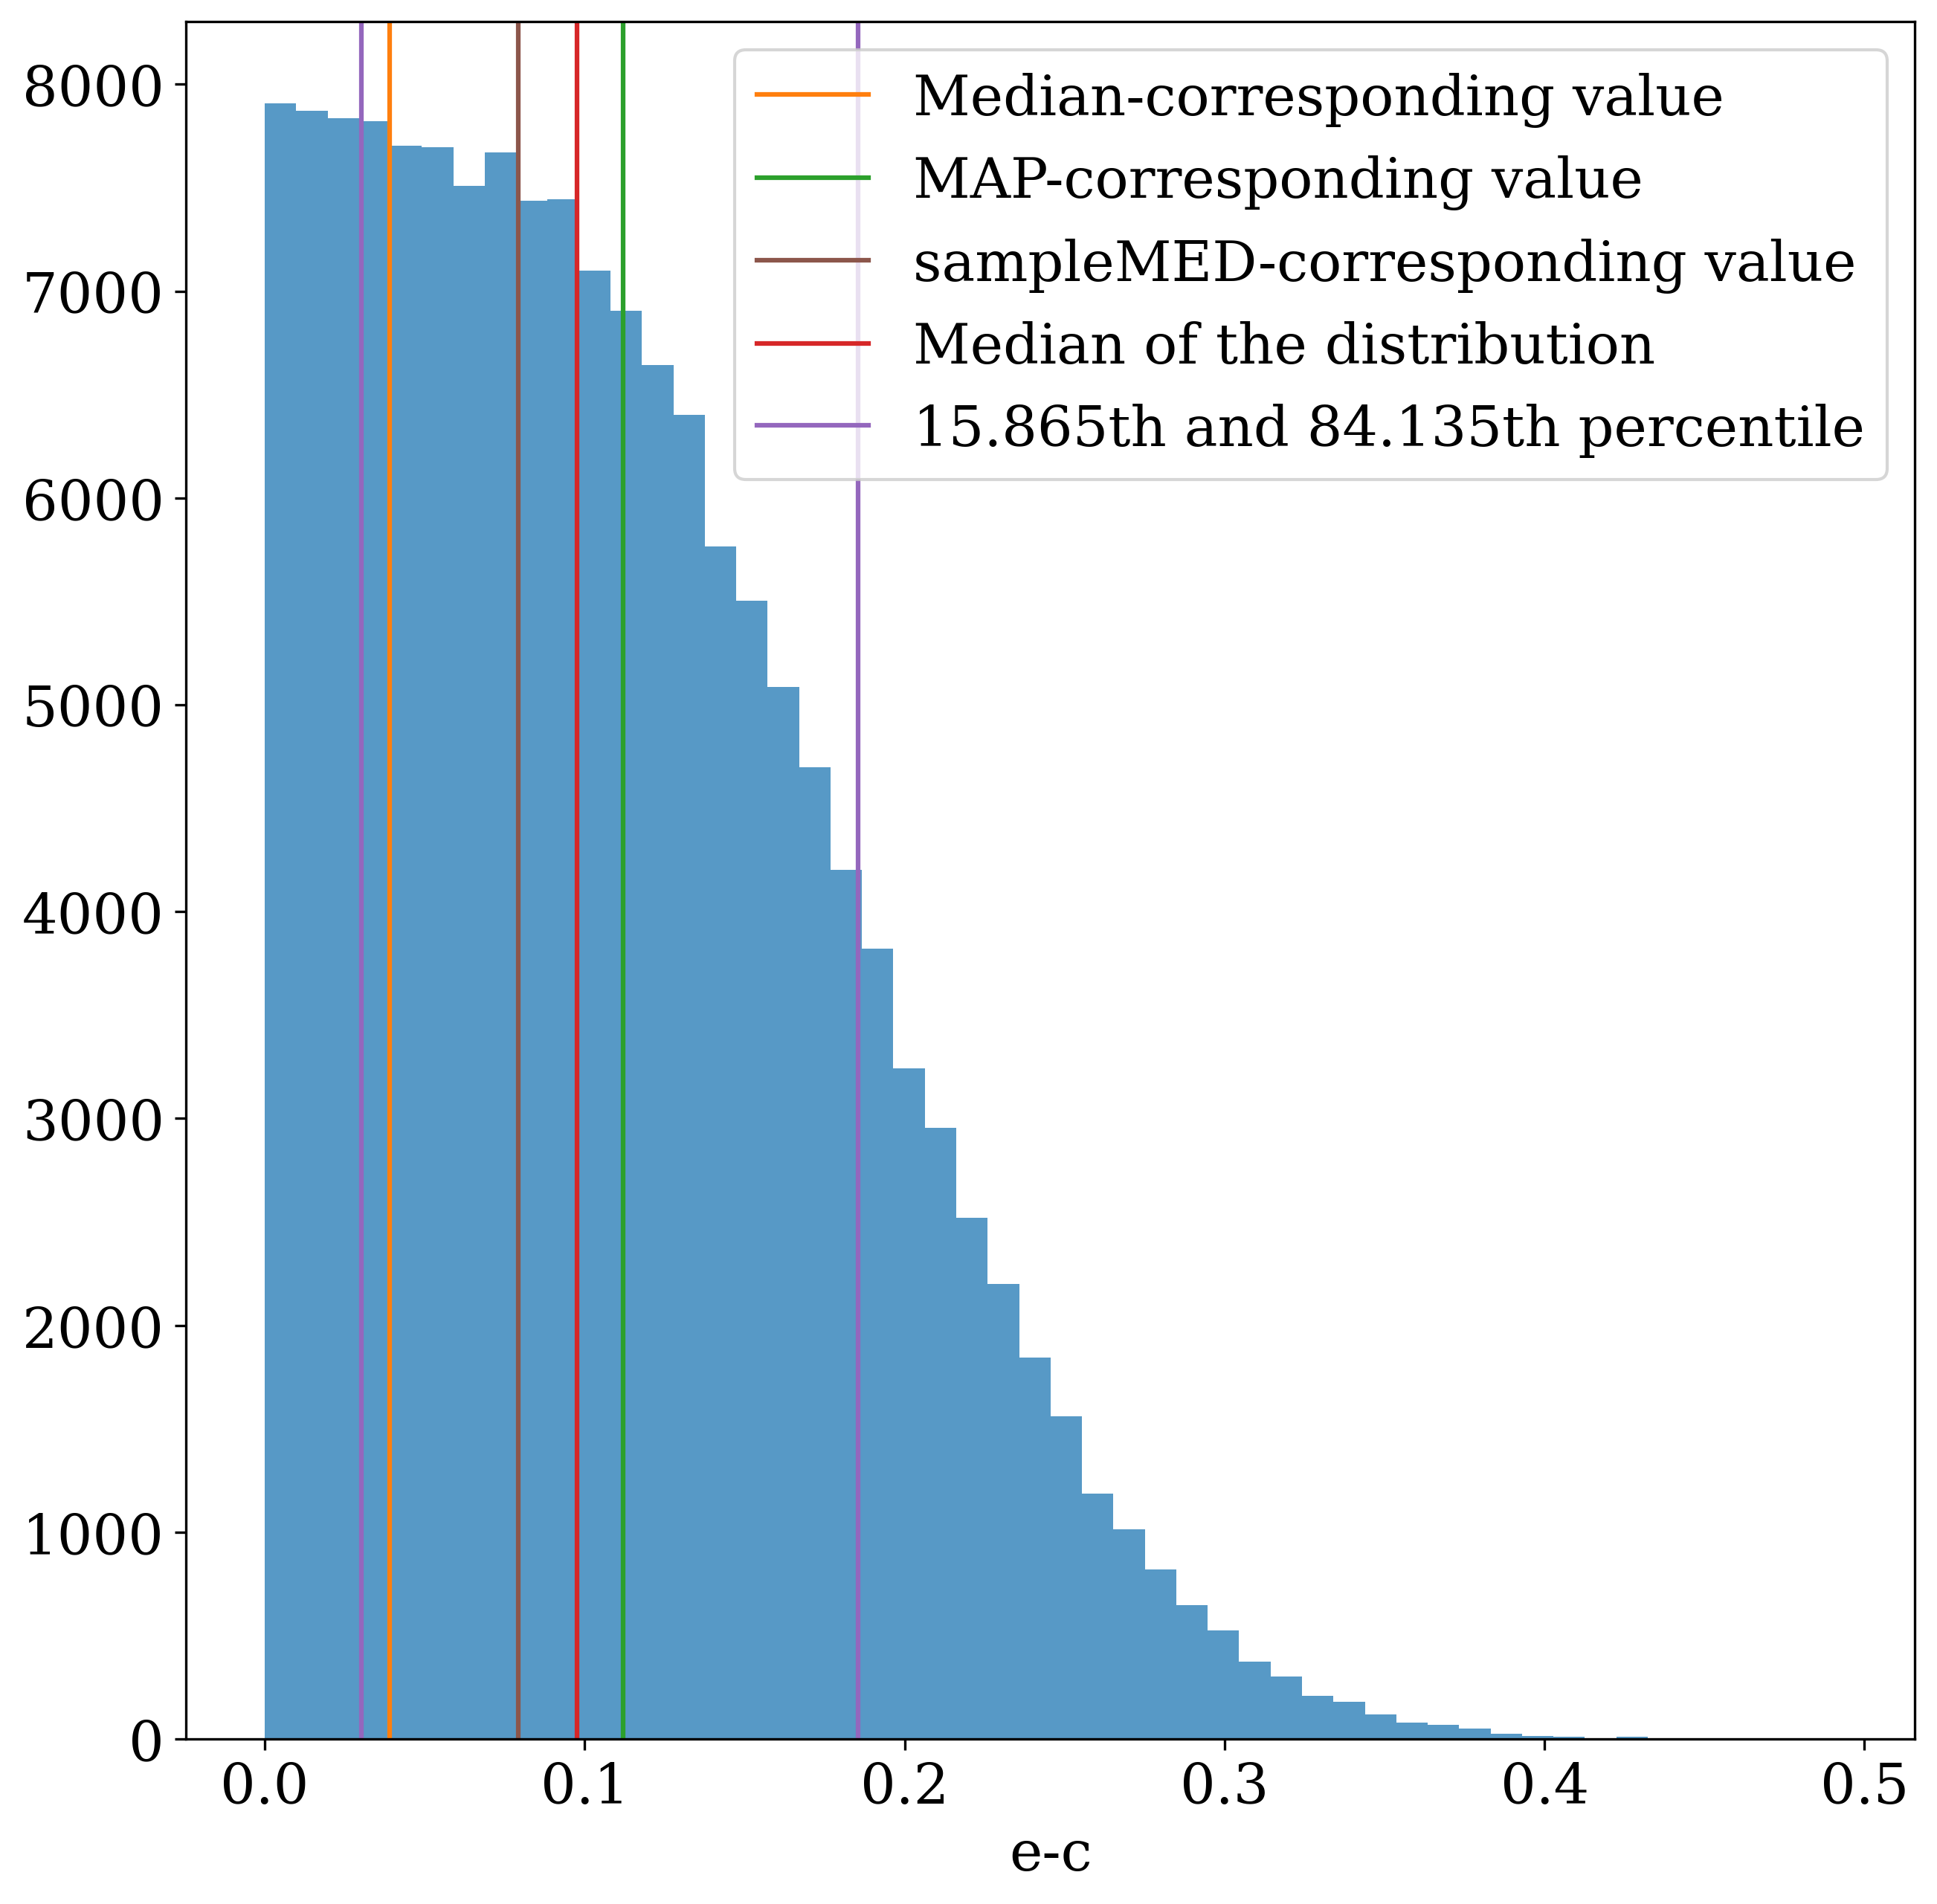 8000
7000
6000
5000
4000
3000
2000
1000
0
Median-corresponding value
MAP-corresponding value
sampleMED-corresponding value
Median of the distribution
15.865th and 84.135th percentile
0.0 0.1 0.2 0.3 0.4 0.5
e-c